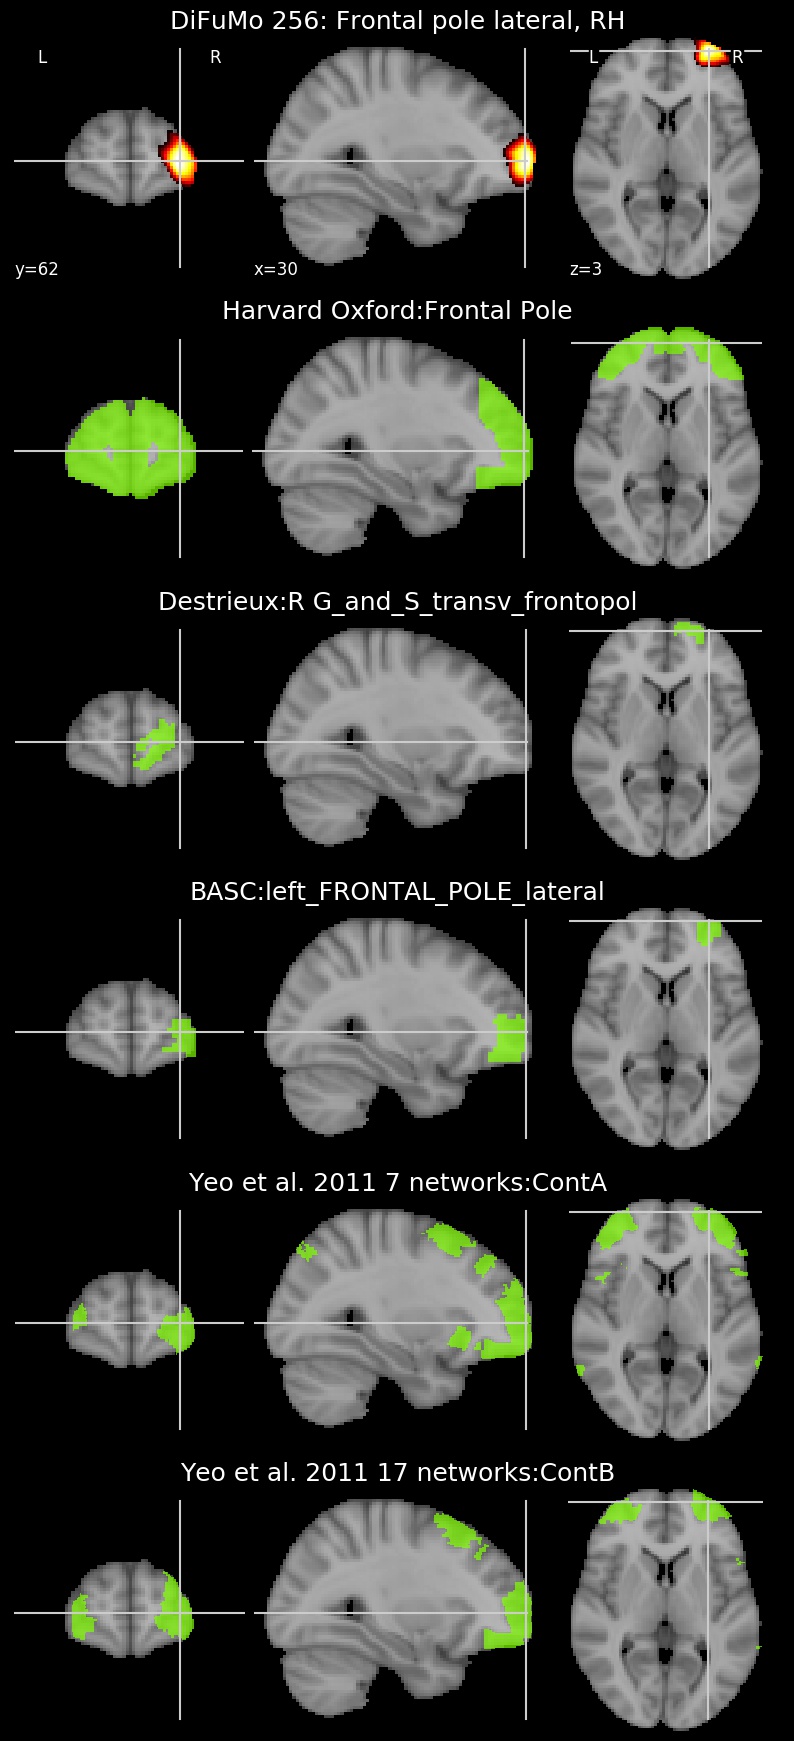 DiFuMo 256: Frontal pole lateral, RH
L R L R
y=62 x=30 z=3
Harvard Oxford:Frontal Pole
Destrieux:R G_and_S_transv_frontopol
BASC:left_FRONTAL_POLE_lateral
Yeo et al. 2011 7 networks:ContA
Yeo et al. 2011 17 networks:ContB